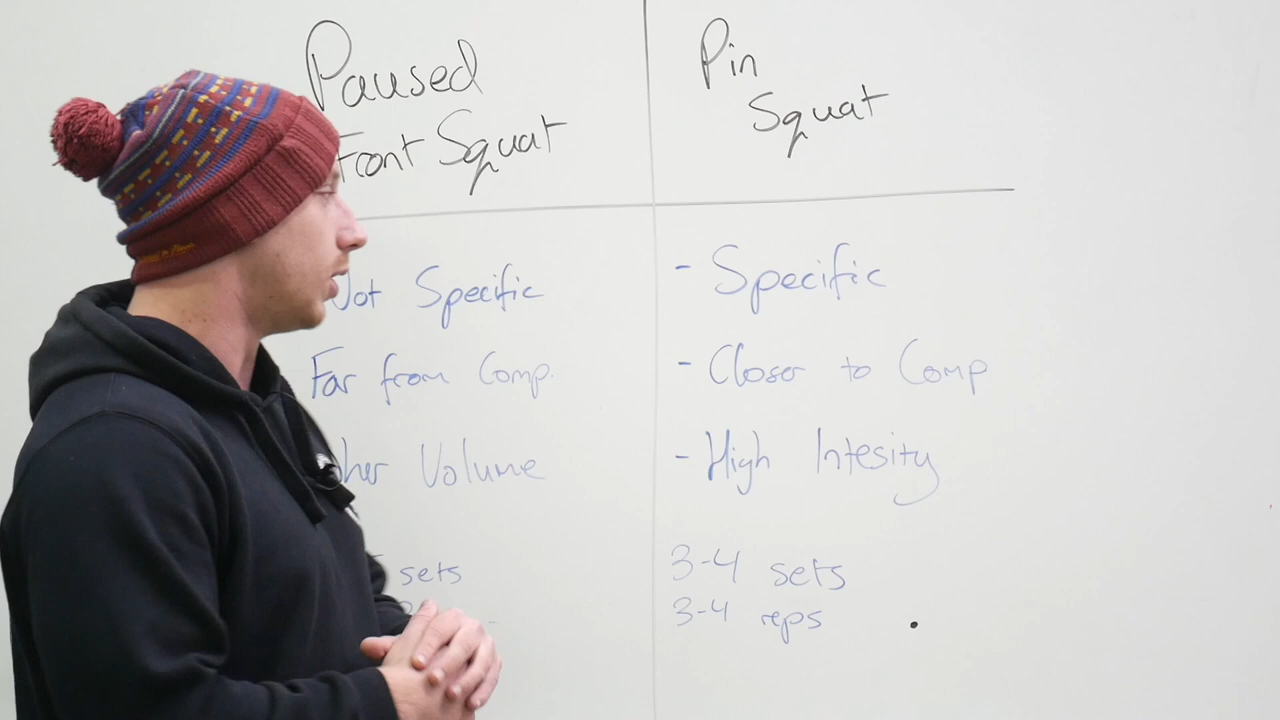 Paused
Front Squat
Pin
Squat
Not Specific
Far from Comp.
Volume
sets
- Specific
- Closer to Comp
- High Intesity
3-4 sets
3-4 reps